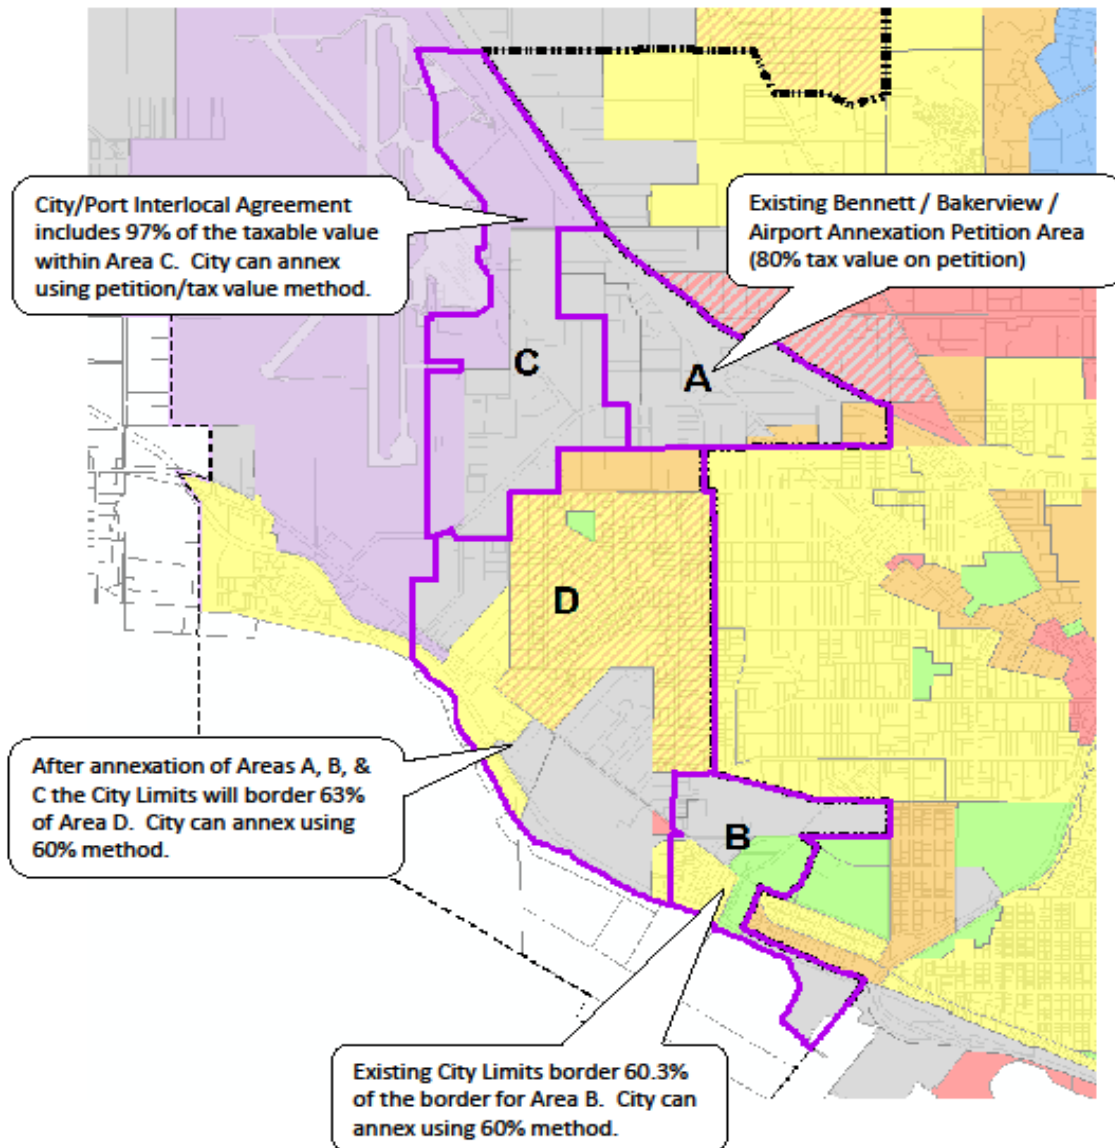 City/Port Interlocal Agreement
includes 97% of the taxable value
within Area C. City can annex
using petition/tax value method.
Existing Bennett / Bakerview /
Airport Annexation Petition Area
(80% tax value on petition)
C
A
D
After annexation of Areas A, B, &
C the City Limits will border 63%
of Area D. City can annex using
60% method.
B
Existing City Limits border 60.3%
of the border for Area B. City can
annex using 60% method.